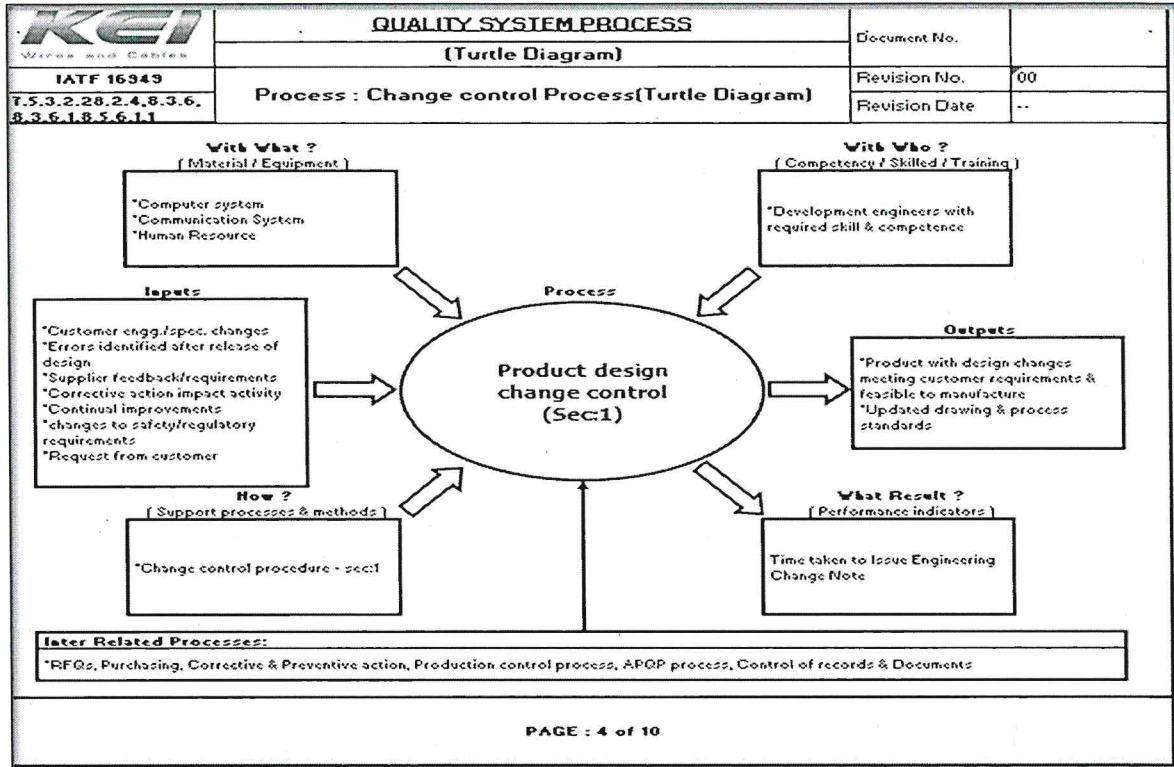 KEI
Wires and Cables
QUALITY SYSTEM PROCESS
(Turtle Diagram)
Document No.
IATF 16949
7.5.3.2.2 8.2.4, 8.3.6,
8.3.6.1, 8.5.6.1.1
Process : Change control Process(Turtle Diagram)
Revision No.
00
Revision Date
--
With What ?
( Material / Equipment )
*Computer system
*Communication System
*Human Resource
With Who ?
( Competency / Skilled / Training )
*Development engineers with
required skill & competence
Inputs
*Customer engg./spec. changes
*Errors identified after release of
design
*Supplier feedback/requirements
*Corrective action impact activity
*Continual improvements
*changes to safety/regulatory
requirements
*Request from customer
Process
Product design
change control
(Sec:1)
Outputs
*Product with design changes
meeting customer requirements &
feasible to manufacture
*Updated drawing & process
standards
How ?
( Support processes & methods )
*Change control procedure - sec:1
What Result ?
( Performance indicators )
Time taken to Issue Engineering
Change Note
Inter Related Processes:
*RFQs, Purchasing, Corrective & Preventive action, Production control process, APQP process, Control of records & Documents
PAGE : 4 of 10